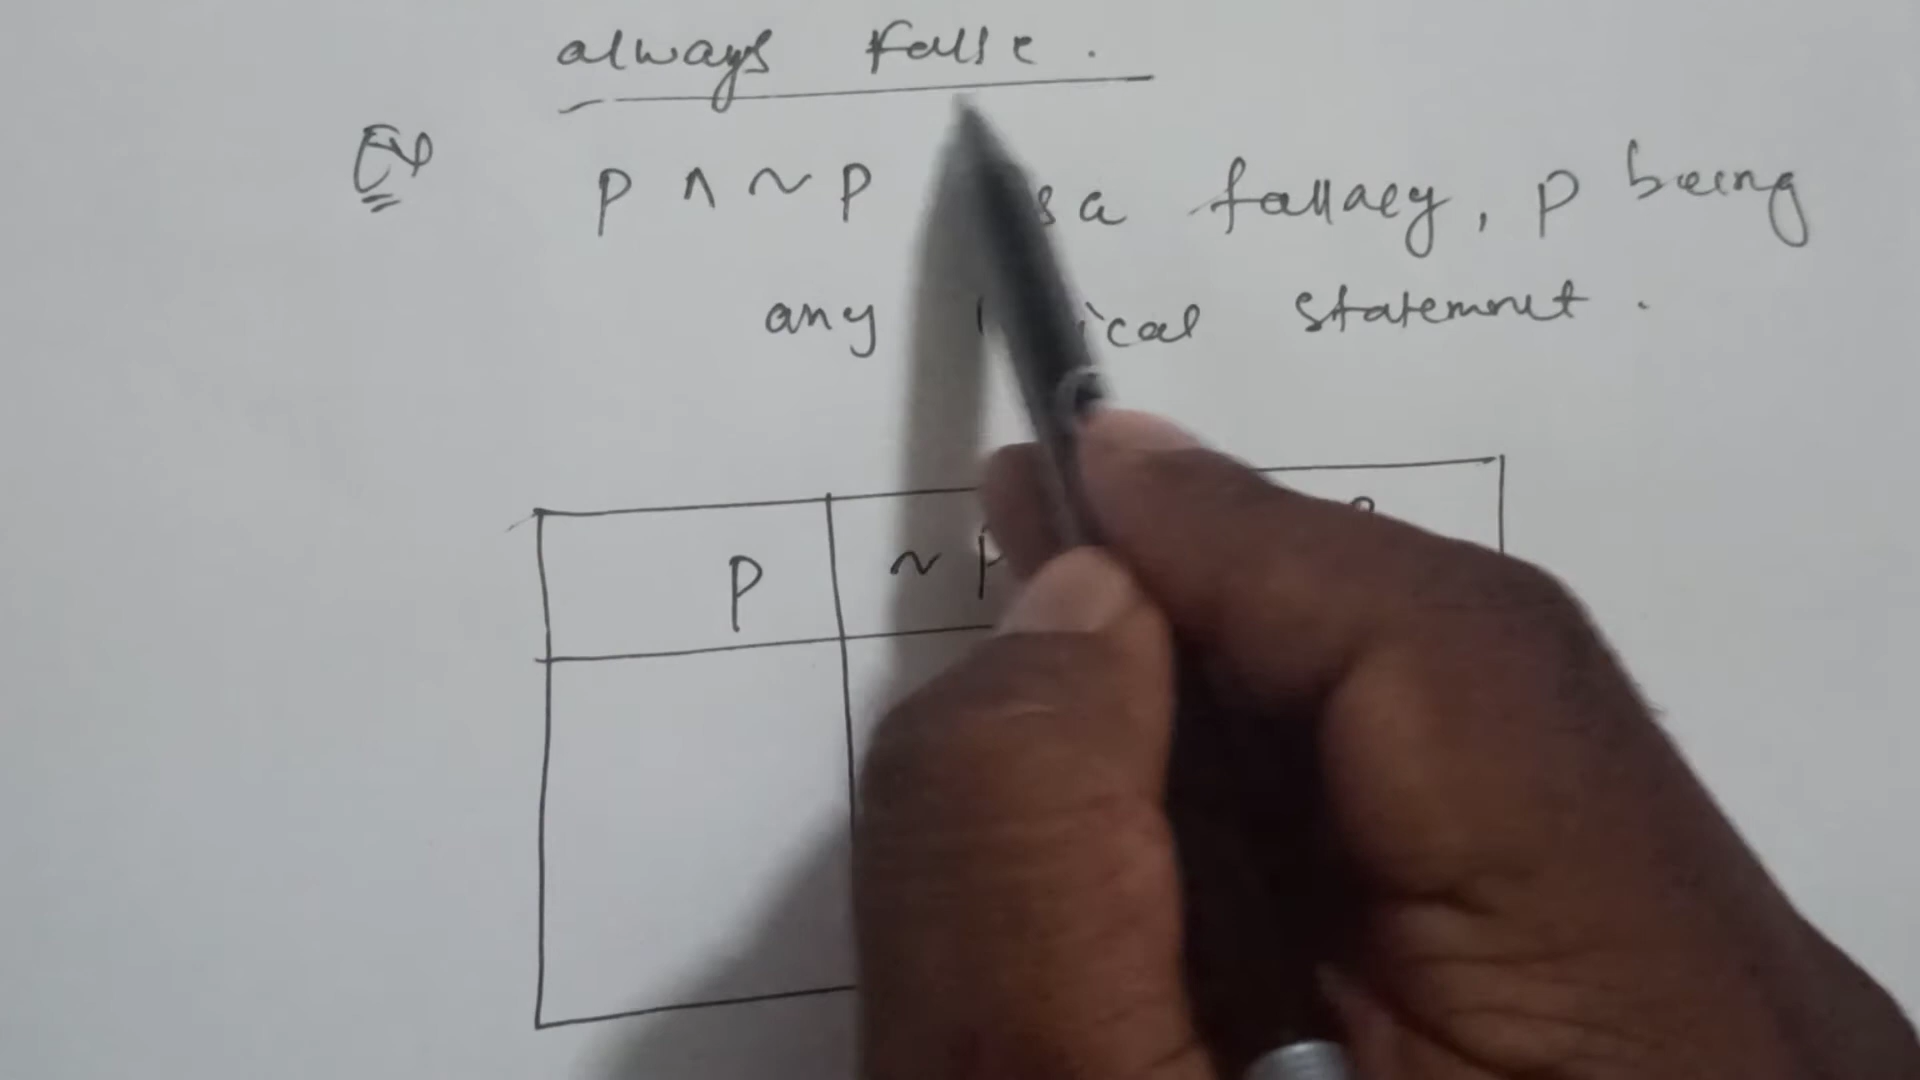 always False.
Ex
p ∧ ~p a fallacy, p being
any statement.
p ~p